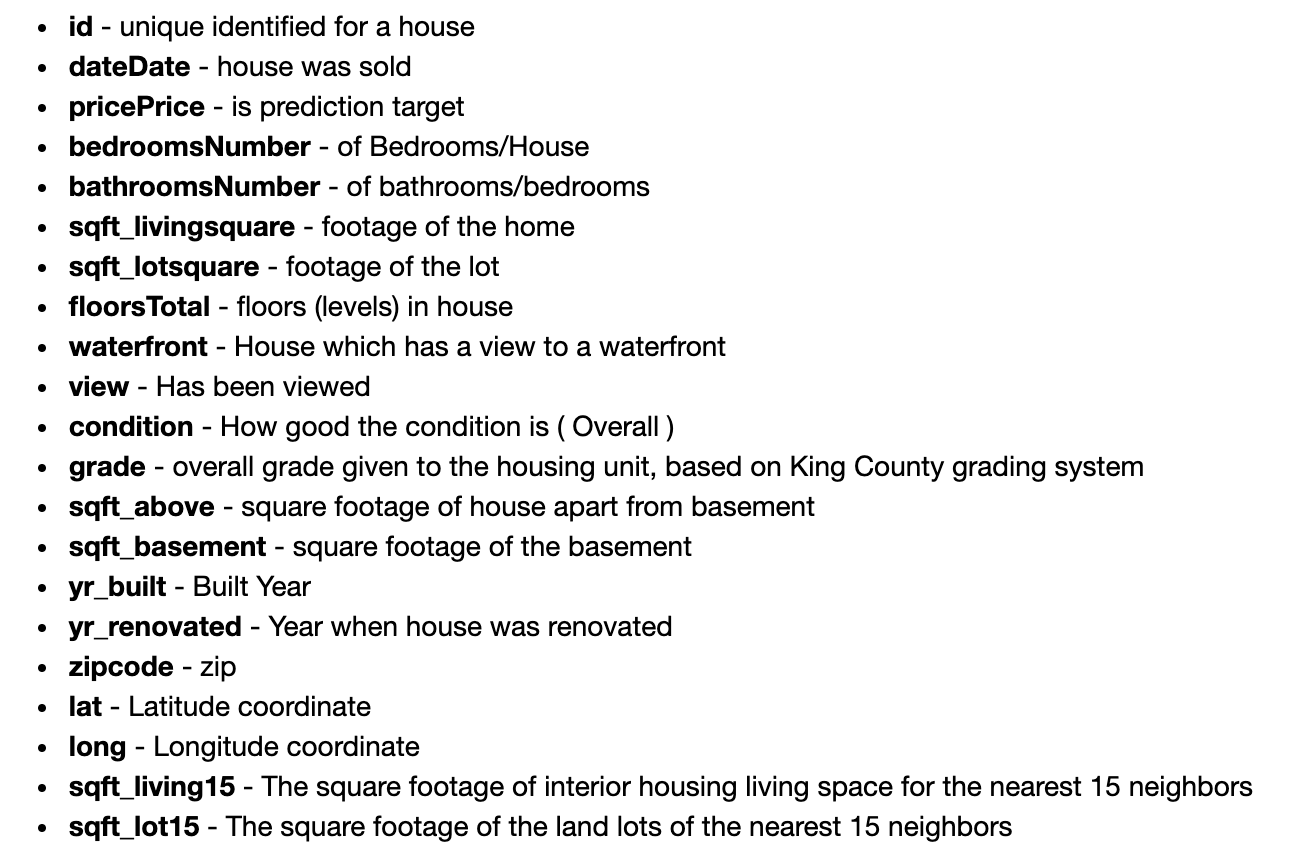 • id - unique identified for a house
• dateDate - house was sold
• pricePrice - is prediction target
• bedroomsNumber - of Bedrooms/House
• bathroomsNumber - of bathrooms/bedrooms
• sqft_livingsquare - footage of the home
• sqft_lotsquare - footage of the lot
• floorsTotal - floors (levels) in house
• waterfront - House which has a view to a waterfront
• view - Has been viewed
• condition - How good the condition is ( Overall )
• grade - overall grade given to the housing unit, based on King County grading system
• sqft_above - square footage of house apart from basement
• sqft_basement - square footage of the basement
• yr_built - Built Year
• yr_renovated - Year when house was renovated
• zipcode - zip
• lat - Latitude coordinate
• long - Longitude coordinate
• sqft_living15 - The square footage of interior housing living space for the nearest 15 neighbors
• sqft_lot15 - The square footage of the land lots of the nearest 15 neighbors